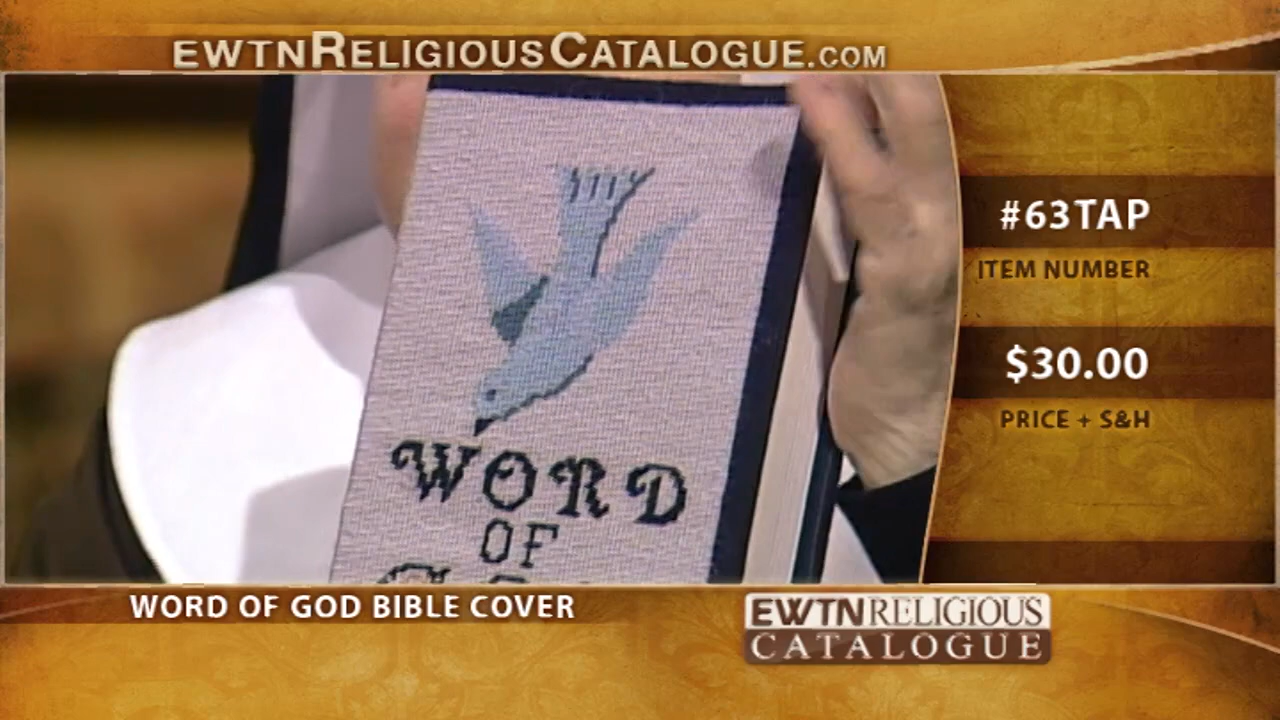 EWTNRELIGIOUSCATALOGUE.COM
WORD
OF
#63TAP
ITEM NUMBER
$30.00
PRICE + S&H
WORD OF GOD BIBLE COVER
EWTNRELIGIOUS
CATALOGUE